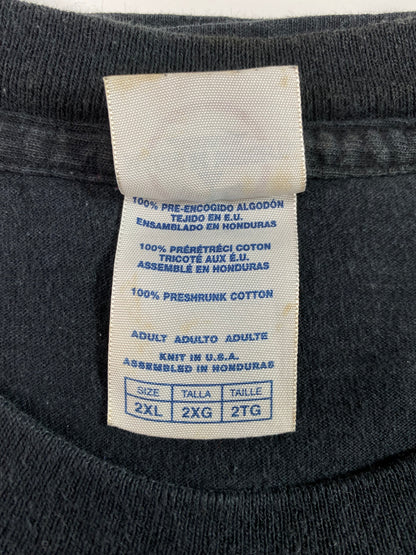 100% PRE-ENCOGIDO ALGODÓN
TEJIDO EN E.U.
ENSAMBLADO EN HONDURAS
100% PRÉRÉTRÉCI COTON
TRICOTÉ AUX É.U.
ASSEMBLÉ EN HONDURAS
100% PRESHRUNK COTTON
ADULT ADULTO ADULTE
KNIT IN U.S.A.
ASSEMBLED IN HONDURAS
SIZE TALLA TAILLE
2XL 2XG 2TG